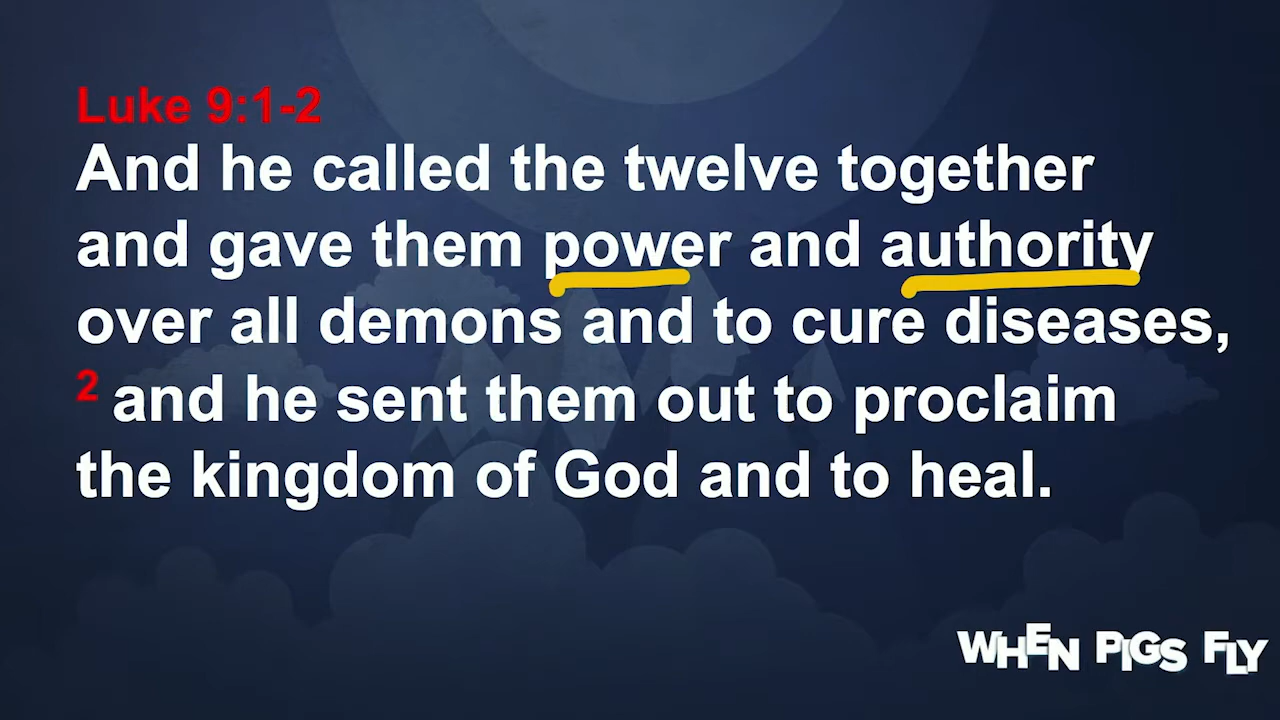 Luke 9:1-2
And he called the twelve together
and gave them power and authority
over all demons and to cure diseases,
2 and he sent them out to proclaim
the kingdom of God and to heal.
WHEN PIGS FLY